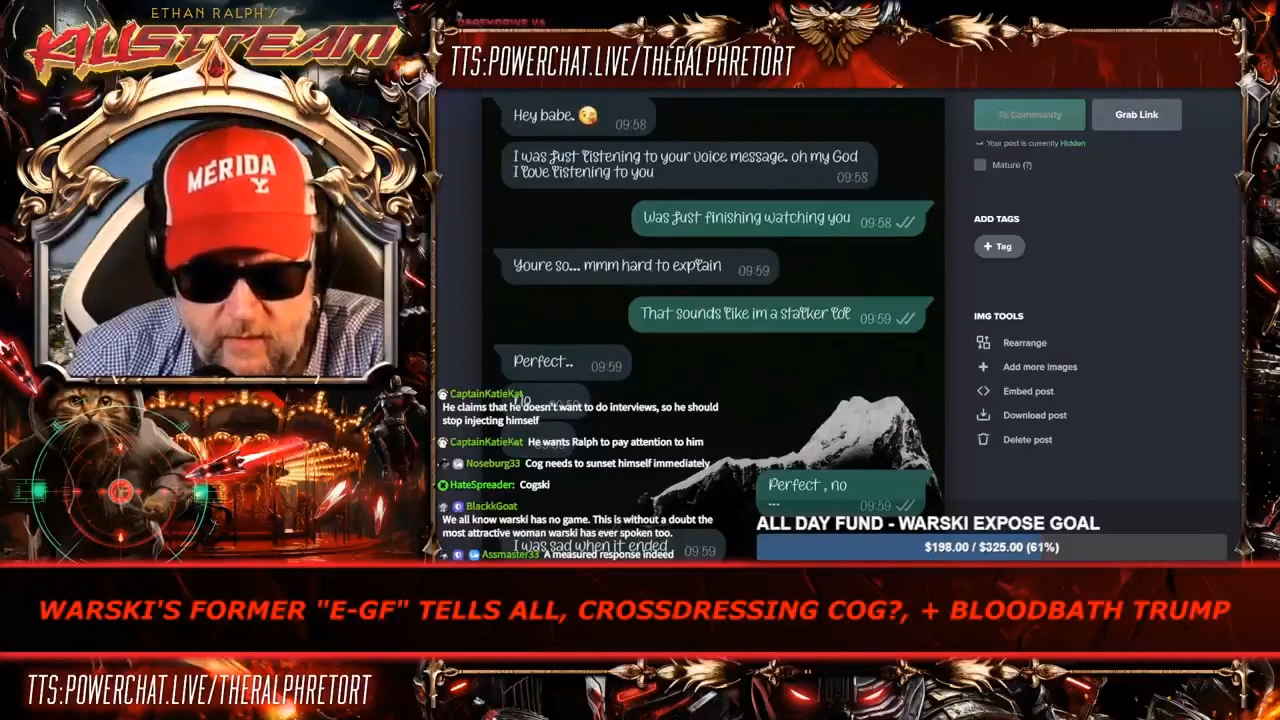 ETHAN RALPH'S
KILLSTREAM
DEATHDRIVE V4
TTS:POWERCHAT.LIVE/THERALPHRETORT
MÉRIDA
Hey babe. 😘 09:58
I was just listening to your voice message. oh my God
I love listening to you
09:58
Was just finishing watching you 09:58
Youre so... mmm hard to explain 09:59
That sounds like im a stalker lol 09:59
Perfect.. 09:59
No 09:59
Perfect , no
...
09:59
I was sad when it ended 09:59
To Community
Grab Link
Your post is currently Hidden
Mature (?)
ADD TAGS
+ Tag
IMG TOOLS
Rearrange
Add more images
Embed post
Download post
Delete post
CaptainKatieKat
He claims that he doesn't want to do interviews, so he should
stop injecting himself
CaptainKatieKat He wants Ralph to pay attention to him
Noseburg33 Cog needs to sunset himself immediately
HateSpreader: Cogski
BlackkGoat
We all know warski has no game. This is without a doubt the
most attractive woman warski has ever spoken too.
Assmaster33 A measured response indeed
ALL DAY FUND - WARSKI EXPOSE GOAL
$198.00 / $325.00 (61%)
WARSKI'S FORMER "E-GF" TELLS ALL, CROSSDRESSING COG?, + BLOODBATH TRUMP
TTS:POWERCHAT.LIVE/THERALPHRETORT